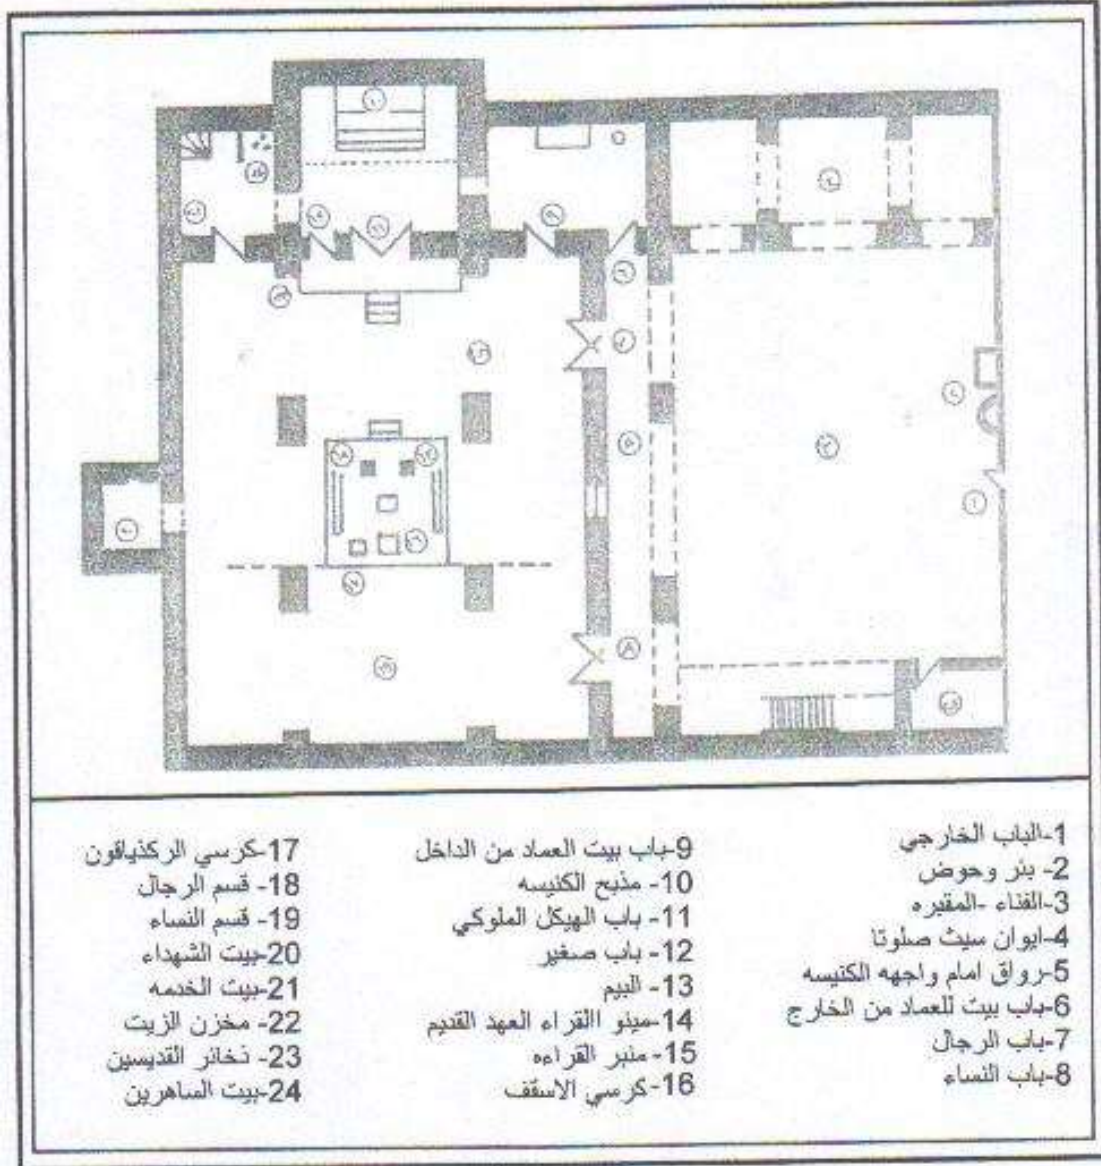 1-الباب الخارجي
2- بئر وحوض
3-الفناء -المقبره
4-ايوان سبث صلوتا
5-رواق امام واجهه الكنيسه
6-باب بيت للعماد من الخارج
7-باب الرجال
8-باب النساء
9-باب بيت العماد من الداخل
10- مذبح الكنيسه
11- باب الهيكل الملوكي
12- باب صغير
13- البيم
14-مينو االقراء العهد القديم
15- منبر القراءه
16-كرسي الاسقف
17-كرسي الركذياقون
18- قسم الرجال
19- قسم النساء
20-بيت الشهداء
21-بيت الخدمه
22- مخزن الزيت
23- ذخائر القديسين
24-بيت الساهرين